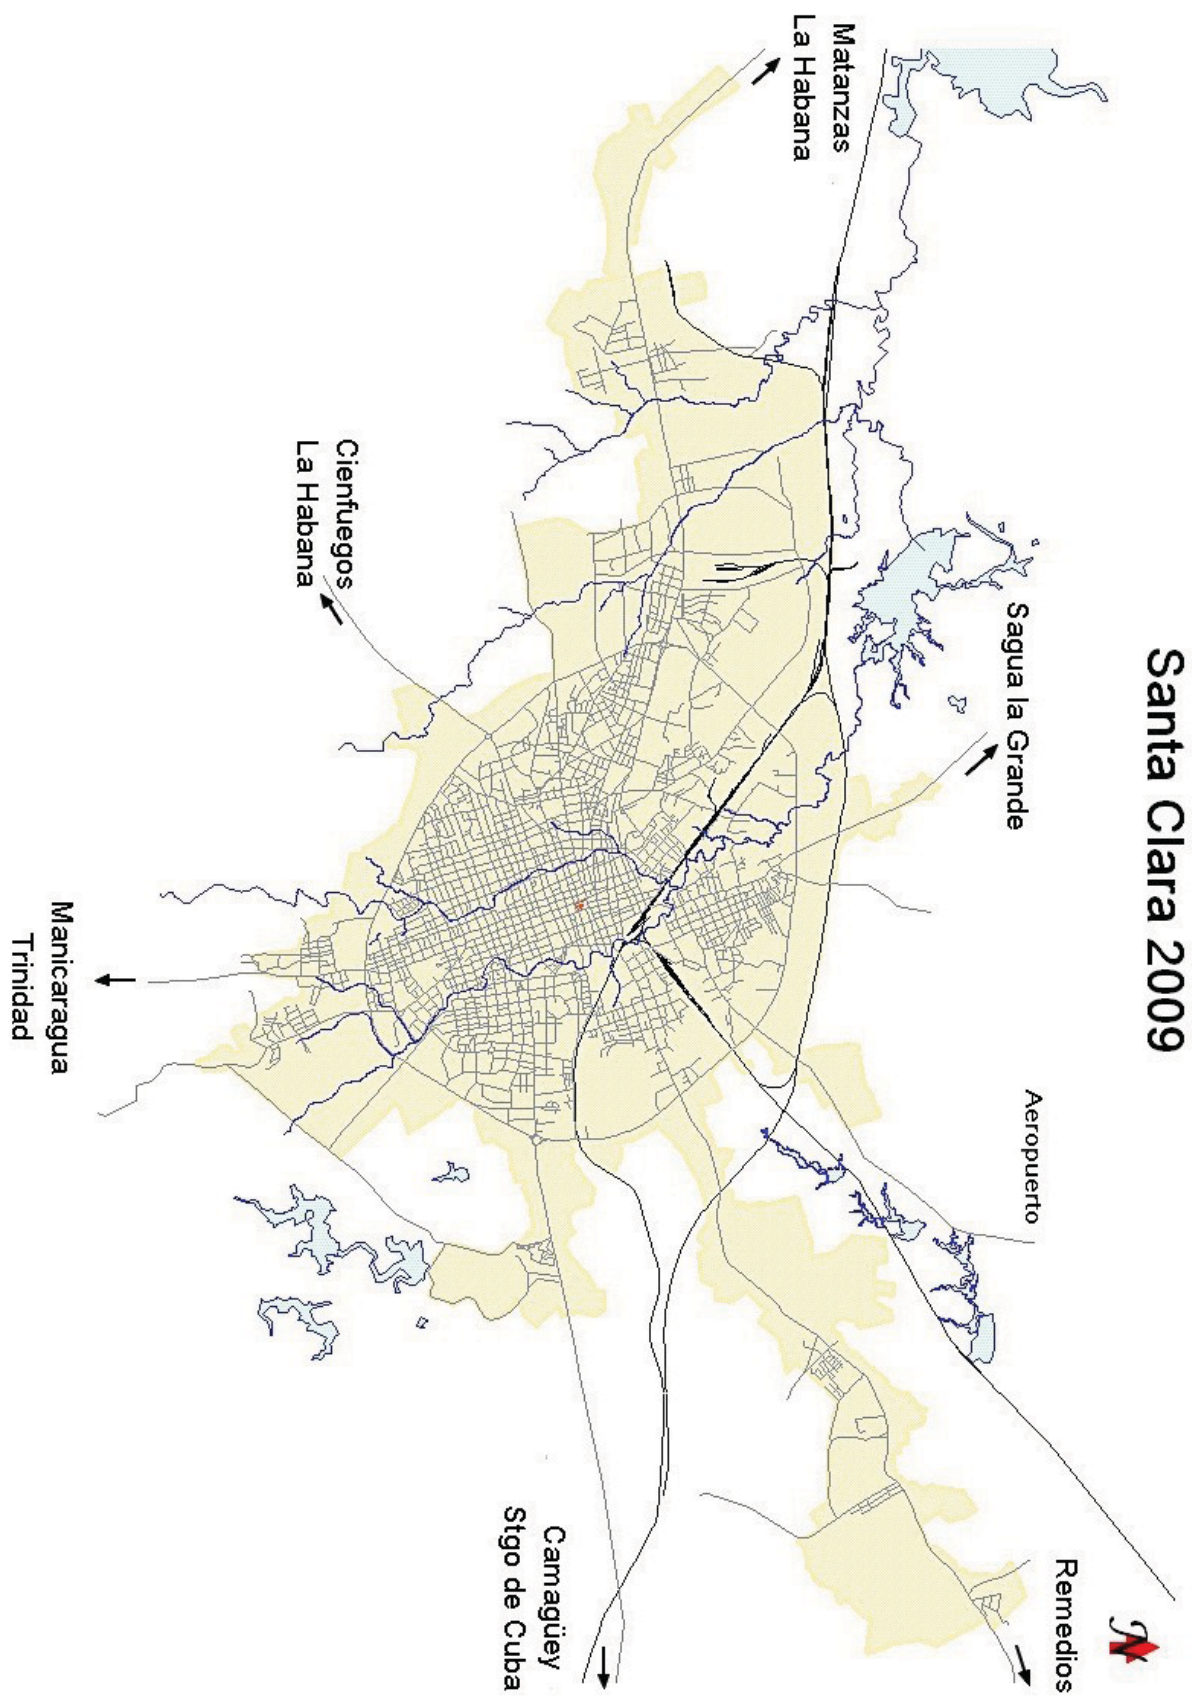 Santa Clara 2009
Matanzas
La Habana
Sagua la Grande
Aeropuerto
Remedios
N
Cienfuegos
La Habana
Camagüey
Stgo de Cuba
Manicaragua
Trinidad